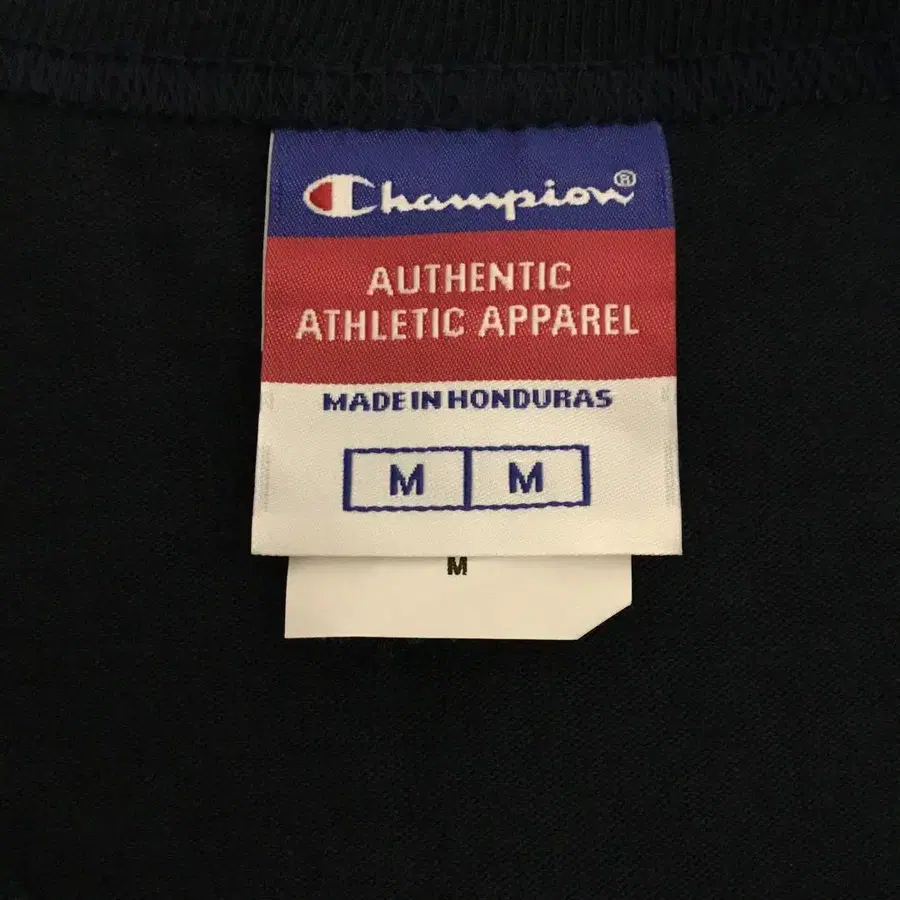 Champion®
AUTHENTIC
ATHLETIC APPAREL
MADE IN HONDURAS
M M
M